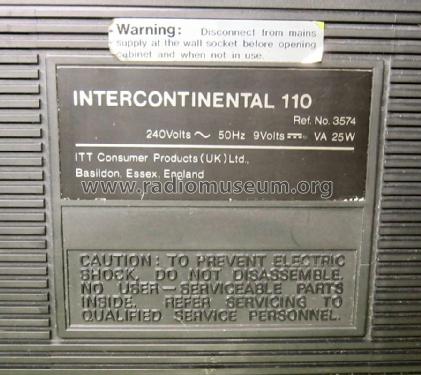 Warning: Disconnect from mains
supply at the wall socket before opening
cabinet and when not in use.
INTERCONTINENTAL 110
Ref. No. 3574
240Volts ~ 50Hz 9Volts ⎓ VA 25W
ITT Consumer Products (UK) Ltd.,
Basildon, Essex, England
www.radiomuseum.org
CAUTION: TO PREVENT ELECTRIC
SHOCK, DO NOT DISASSEMBLE.
NO USER-SERVICEABLE PARTS
INSIDE. REFER SERVICING TO
QUALIFIED SERVICE PERSONNEL.